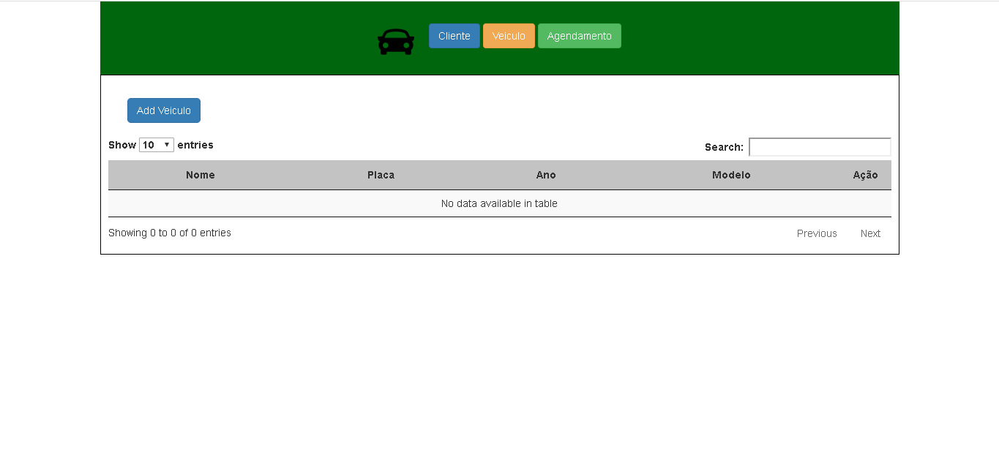 Cliente Veiculo Agendamento
Add Veiculo
Show 10 entries
Search:
Nome Placa Ano Modelo Ação
No data available in table
Showing 0 to 0 of 0 entries
Previous Next